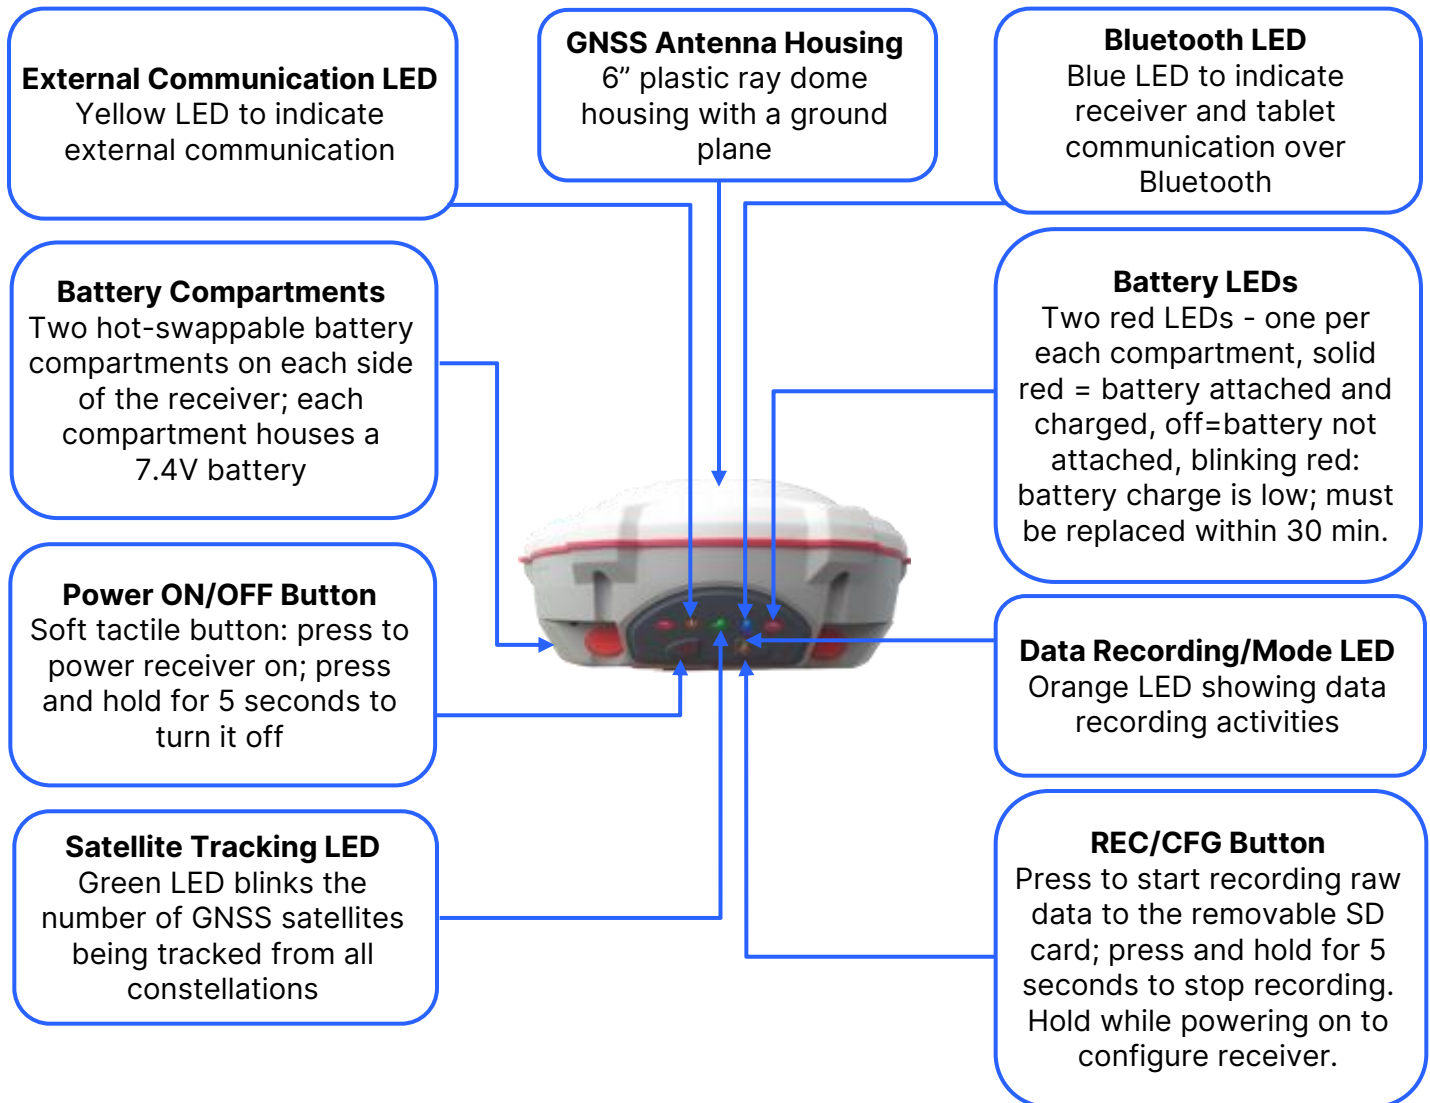 External Communication LED
Yellow LED to indicate
external communication
GNSS Antenna Housing
6” plastic ray dome
housing with a ground
plane
Bluetooth LED
Blue LED to indicate
receiver and tablet
communication over
Bluetooth
Battery Compartments
Two hot-swappable battery
compartments on each side
of the receiver; each
compartment houses a
7.4V battery
Battery LEDs
Two red LEDs - one per
each compartment, solid
red = battery attached and
charged, off=battery not
attached, blinking red:
battery charge is low; must
be replaced within 30 min.
Power ON/OFF Button
Soft tactile button: press to
power receiver on; press
and hold for 5 seconds to
turn it off
Data Recording/Mode LED
Orange LED showing data
recording activities
Satellite Tracking LED
Green LED blinks the
number of GNSS satellites
being tracked from all
constellations
REC/CFG Button
Press to start recording raw
data to the removable SD
card; press and hold for 5
seconds to stop recording.
Hold while powering on to
configure receiver.